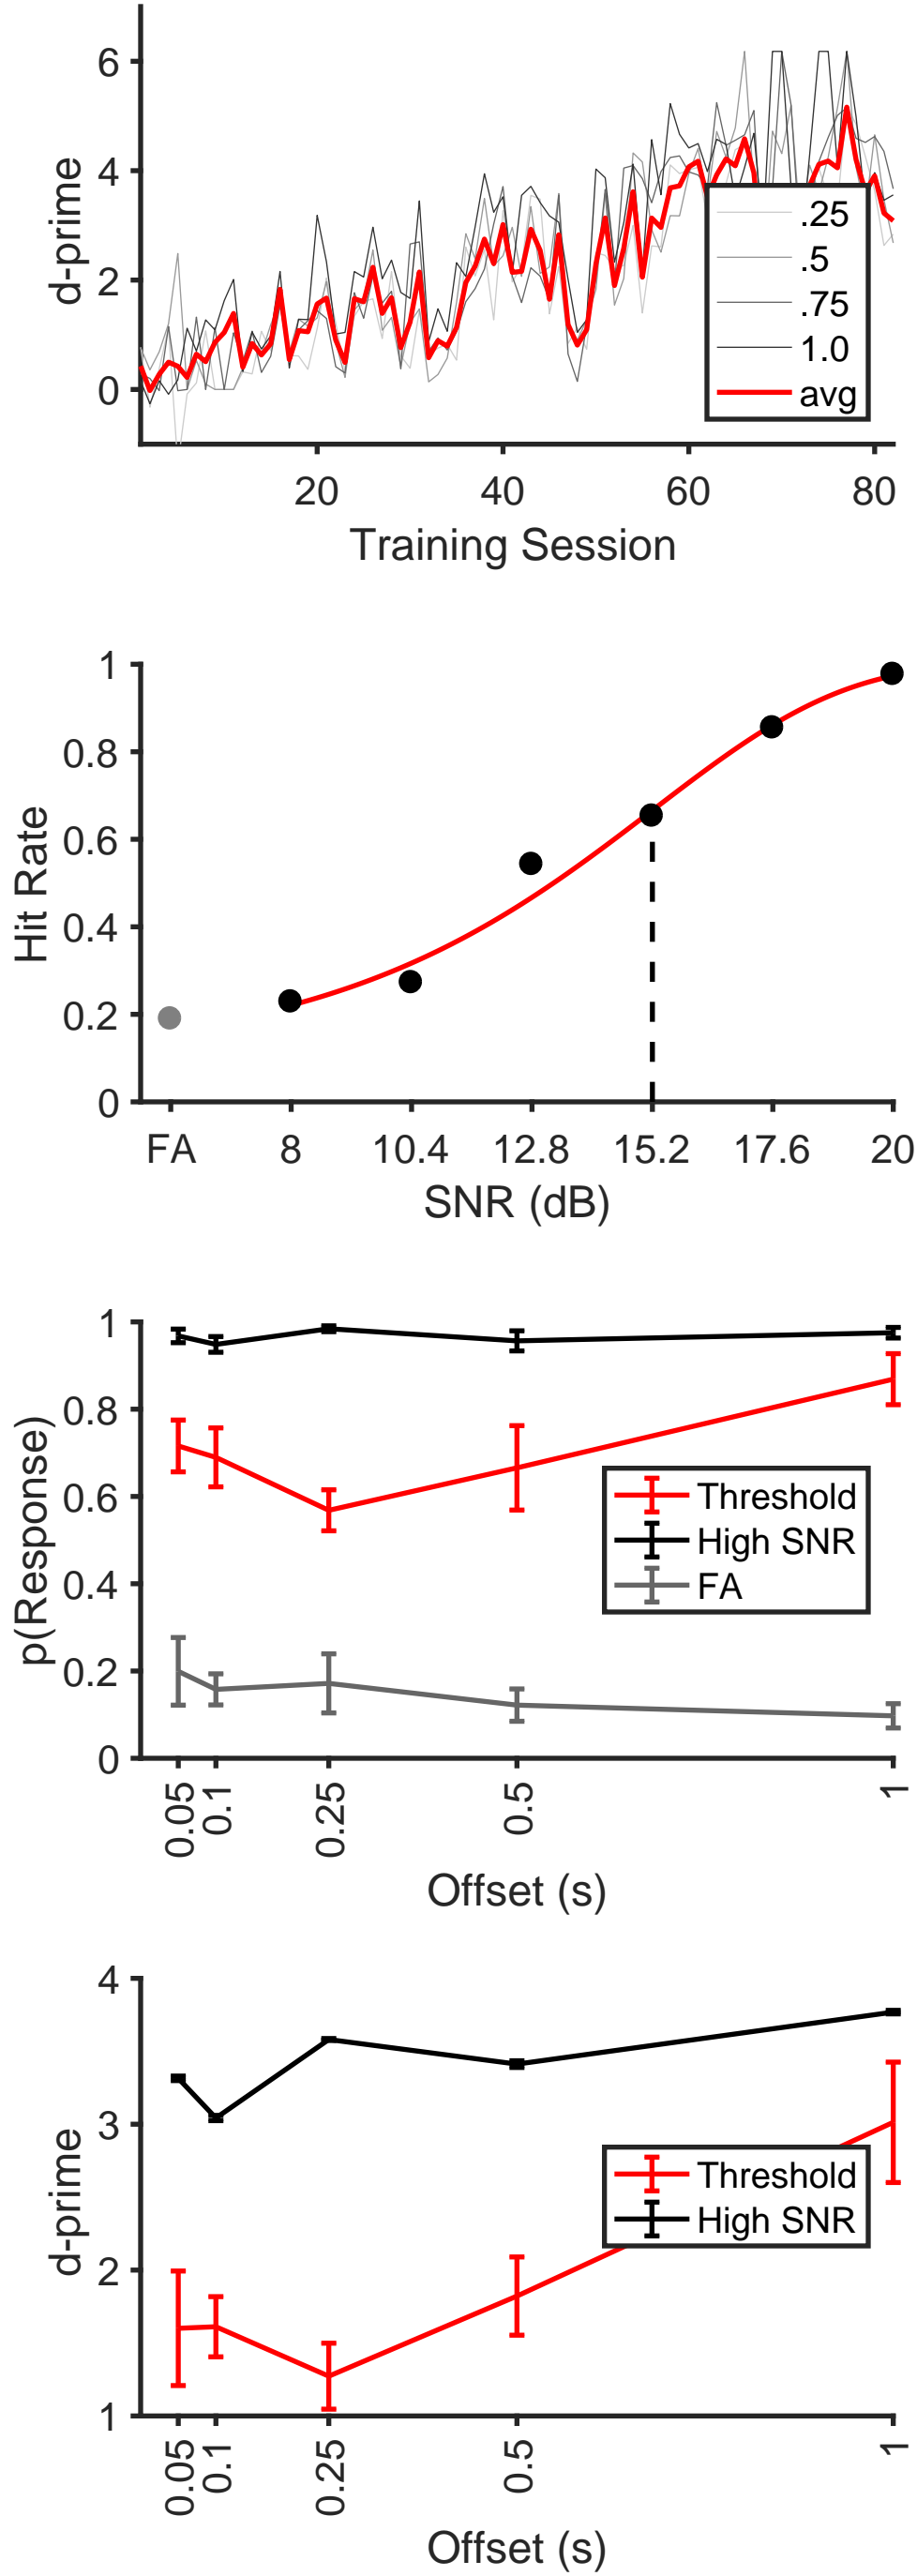 6
4
2
0
d-prime
.25
.5
.75
1.0
avg
20 40 60 80
Training Session
1
0.8
0.6
0.4
0.2
0
Hit Rate
FA 8 10.4 12.8 15.2 17.6 20
SNR (dB)
1
0.8
0.6
0.4
0.2
0
p(Response)
Threshold
High SNR
FA
0.05 0.1 0.25 0.5 1
Offset (s)
4
3
2
1
d-prime
Threshold
High SNR
0.05 0.1 0.25 0.5 1
Offset (s)